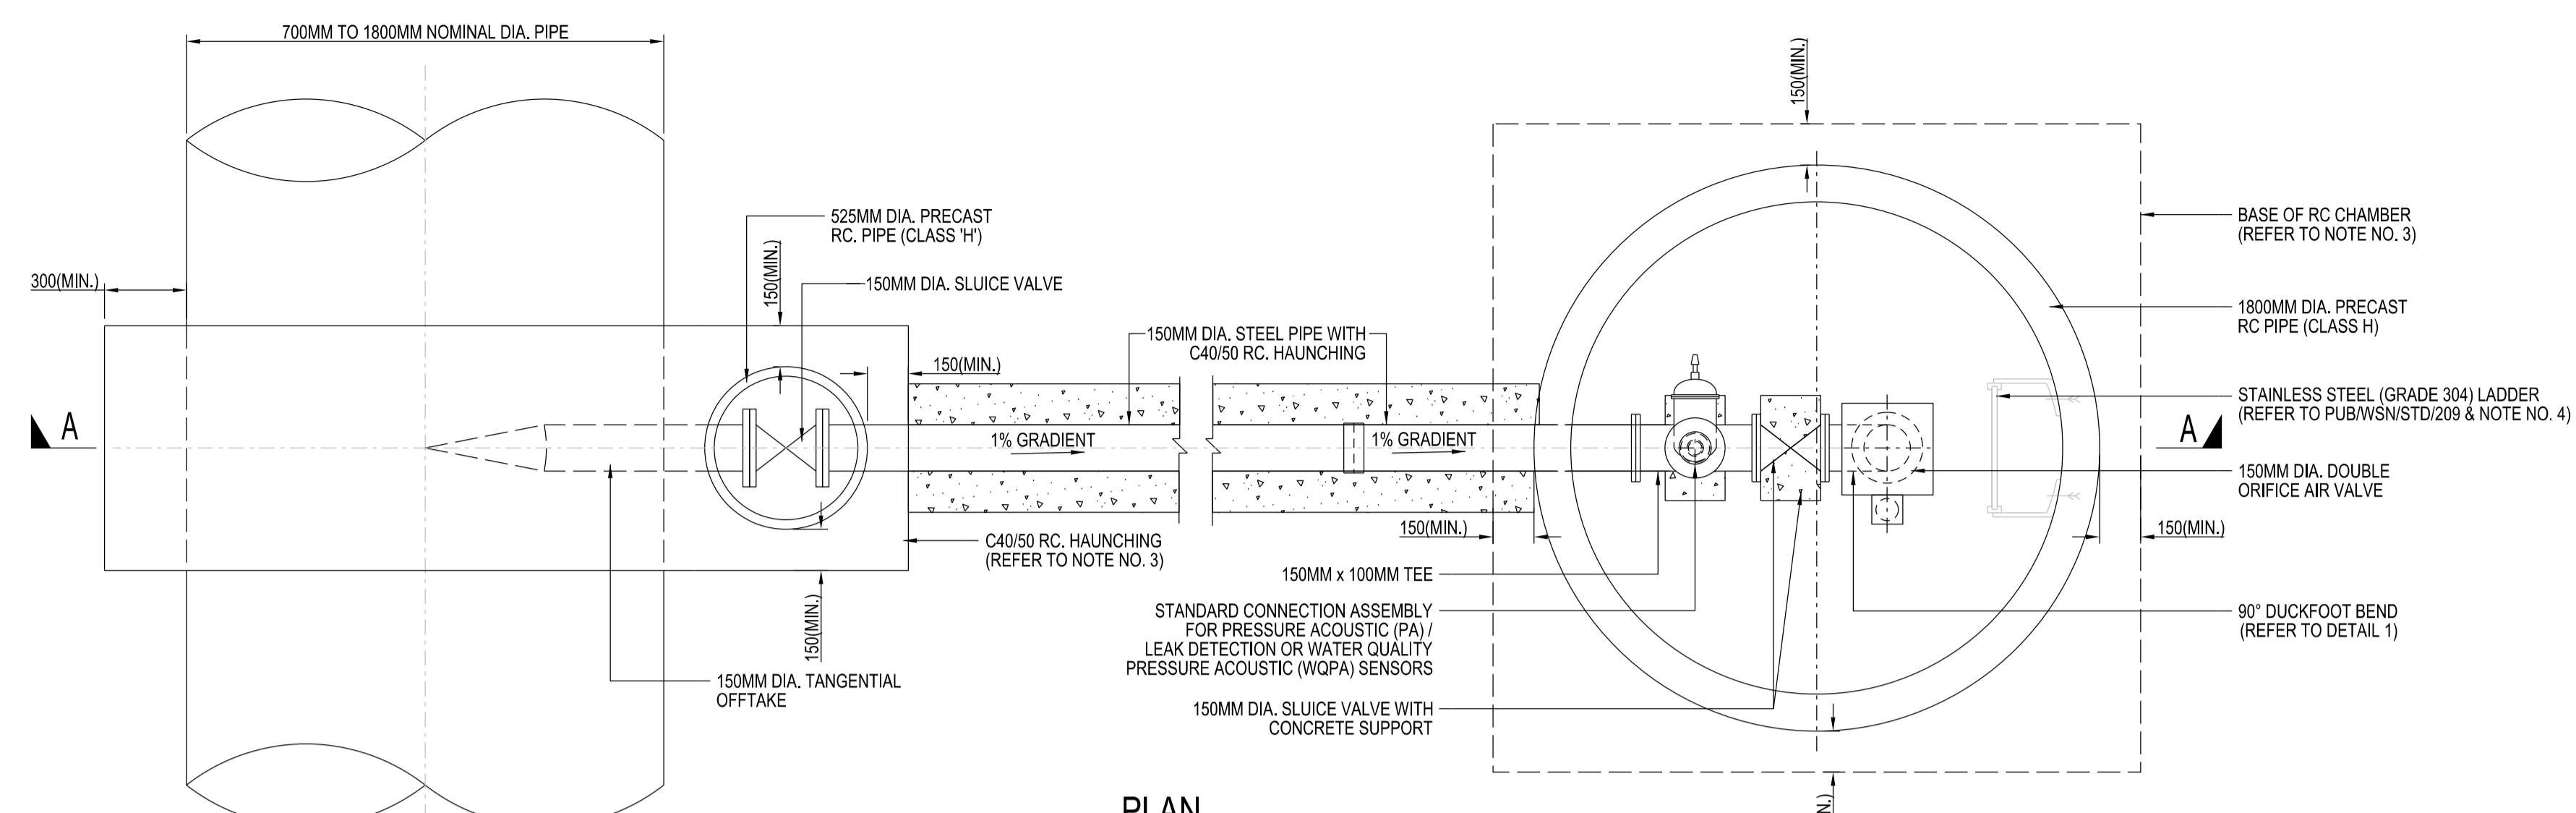 700MM TO 1800MM NOMINAL DIA. PIPE
150(MIN.)
525MM DIA. PRECAST
RC. PIPE (CLASS 'H')
BASE OF RC CHAMBER
(REFER TO NOTE NO. 3)
300(MIN.)
150(MIN.)
150MM DIA. SLUICE VALVE
1800MM DIA. PRECAST
RC PIPE (CLASS H)
150MM DIA. STEEL PIPE WITH
C40/50 RC. HAUNCHING
150(MIN.)
STAINLESS STEEL (GRADE 304) LADDER
(REFER TO PUB/WSN/STD/209 & NOTE NO. 4)
A
1% GRADIENT
1% GRADIENT
A
150MM DIA. DOUBLE
ORIFICE AIR VALVE
C40/50 RC. HAUNCHING
(REFER TO NOTE NO. 3)
150(MIN.)
150(MIN.)
150MM x 100MM TEE
150(MIN.)
STANDARD CONNECTION ASSEMBLY
FOR PRESSURE ACOUSTIC (PA) /
LEAK DETECTION OR WATER QUALITY
PRESSURE ACOUSTIC (WQPA) SENSORS
90° DUCKFOOT BEND
(REFER TO DETAIL 1)
150MM DIA. TANGENTIAL
OFFTAKE
150MM DIA. SLUICE VALVE WITH
CONCRETE SUPPORT
PLAN